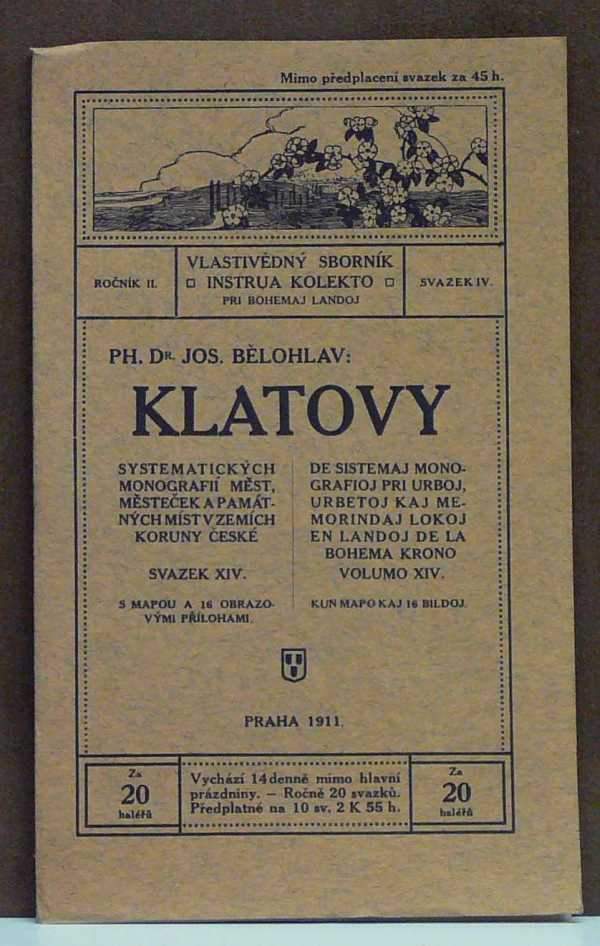 Mimo předplacení svazek za 45 h.
ROČNÍK II.
VLASTIVĚDNÝ SBORNÍK
INSTRUA KOLEKTO
PRI BOHEMAJ LANDOJ
SVAZEK IV.
PH. DR. JOS. BĚLOHLAV:
KLATOVY
SYSTEMATICKÝCH
MONOGRAFIÍ MĚST,
MĚSTEČEK A PAMÁT-
NÝCH MÍST V ZEMÍCH
KORUNY ČESKÉ
SVAZEK XIV.
S MAPOU A 16 OBRAZO-
VÝMI PŘÍLOHAMI.
DE SISTEMAJ MONO-
GRAFIOJ PRI URBOJ,
URBETOJ KAJ ME-
MORINDAJ LOKOJ
EN LANDOJ DE LA
BOHEMA KRONO
VOLUMO XIV.
KUN MAPO KAJ 16 BILDOJ.
PRAHA 1911.
Za
20
haléřů
Vychází 14denně mimo hlavní
prázdniny. – Ročně 20 svazků.
Předplatné na 10 sv. 2 K 55 h.
Za
20
haléřů